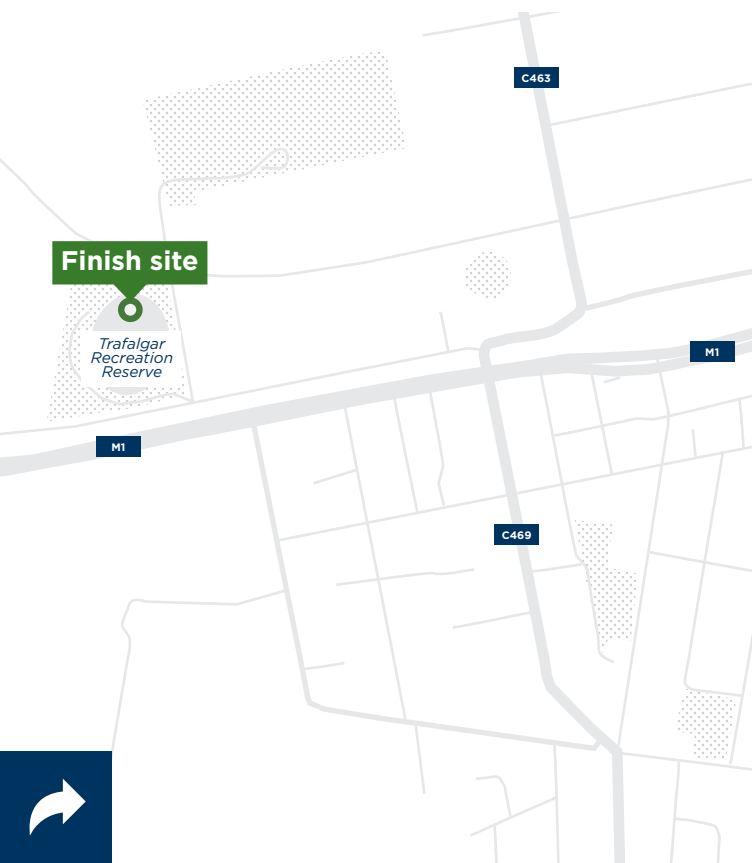 C463
Finish site
Trafalgar
Recreation
Reserve
M1
M1
C469